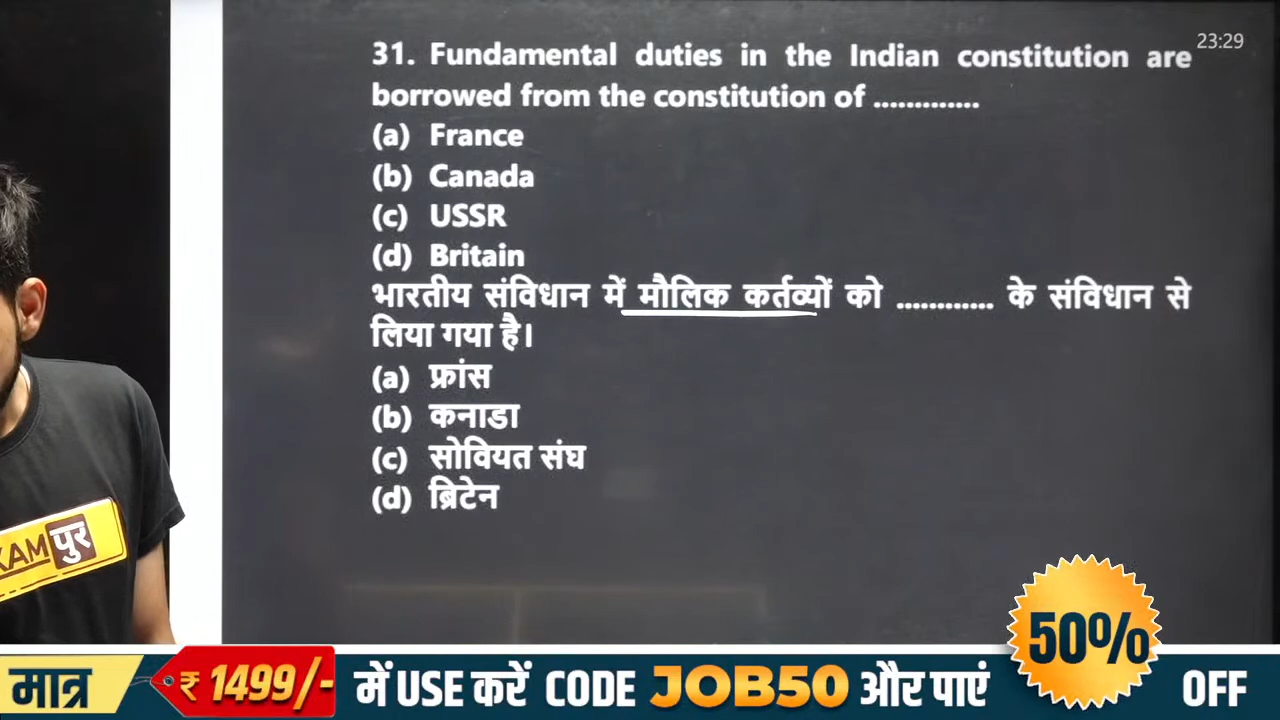 23:29
31. Fundamental duties in the Indian constitution are
borrowed from the constitution of .............
(a) France
(b) Canada
(c) USSR
(d) Britain
भारतीय संविधान में मौलिक कर्तव्यों को ............ के संविधान से
लिया गया है।
(a) फ्रांस
(b) कनाडा
(c) सोवियत संघ
(d) ब्रिटेन
XAM पुर
50%
मात्र ₹ 1499/- में USE करें CODE JOB50 और पाएं OFF